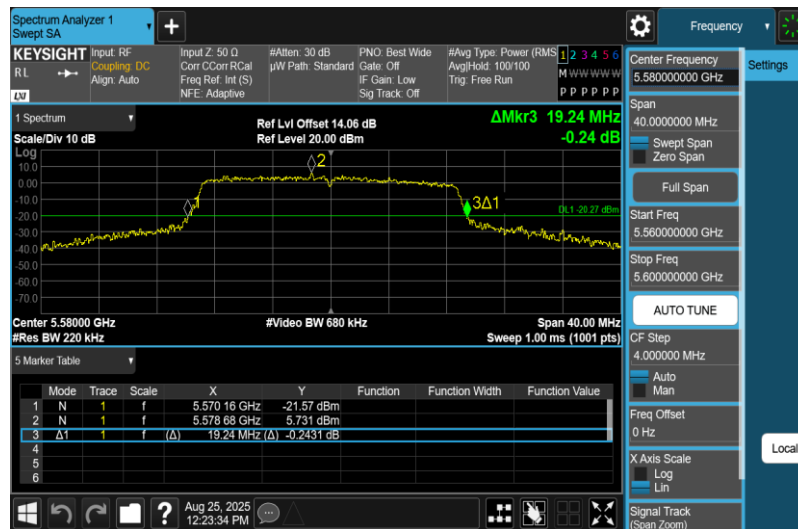 Spectrum Analyzer 1
Swept SA
Frequency
KEYSIGHT Input: RF Input Z: 50 Ω #Atten: 30 dB PNO: Best Wide #Avg Type: Power (RMS 1 2 3 4 5 6
RL Coupling: DC Corr CCorr RCal µW Path: Standard Gate: Off Avg|Hold: 100/100 M W W W W W
Align: Auto Freq Ref: Int (S) IF Gain: Low Trig: Free Run
LXI NFE: Adaptive Sig Track: Off P P P P P P
1 Spectrum
Scale/Div 10 dB
Ref Lvl Offset 14.06 dB
Ref Level 20.00 dBm
ΔMkr3 19.24 MHz
-0.24 dB
Log
10.0
0.00
-10.0
-20.0
-30.0
-40.0
-50.0
-60.0
-70.0
1
2
3Δ1
DL1 -20.27 dBm
Center 5.58000 GHz #Video BW 680 kHz Span 40.00 MHz
#Res BW 220 kHz Sweep 1.00 ms (1001 pts)
5 Marker Table
Mode Trace Scale X Y Function Function Width Function Value
1 N 1 f 5.570 16 GHz -21.57 dBm
2 N 1 f 5.578 68 GHz 5.731 dBm
3 Δ1 1 f (Δ) 19.24 MHz (Δ) -0.2431 dB
4
5
6
Aug 25, 2025
12:23:34 PM
Center Frequency
5.580000000 GHz
Span
40.0000000 MHz
Swept Span
Zero Span
Full Span
Start Freq
5.560000000 GHz
Stop Freq
5.600000000 GHz
AUTO TUNE
CF Step
4.000000 MHz
Auto
Man
Freq Offset
0 Hz
X Axis Scale
Log
Lin
Signal Track
(Span Zoom)
Settings
Local